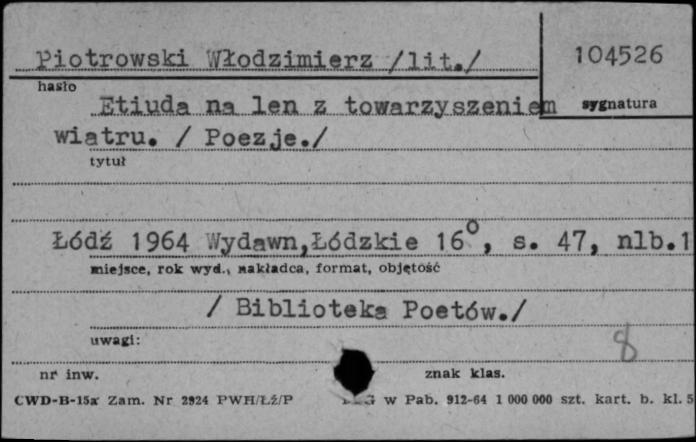 Piotrowski Włodzimierz /lit./
104526
hasło
sygnatura
Etiuda na len z towarzyszeniem
wiatru. / Poezje./
tytuł
Łódź 1964 Wydawn,Łódzkie 16°, s. 47, nlb.1
miejsce, rok wyd., nakładca, format, objętość
/ Biblioteka Poetów./
uwagi:
8
nr inw.
znak klas.
CWD-B-15a Zam. Nr 2924 PWH/Łż/P
w Pab. 912-64 1 000 000 szt. kart. b. kl. 5